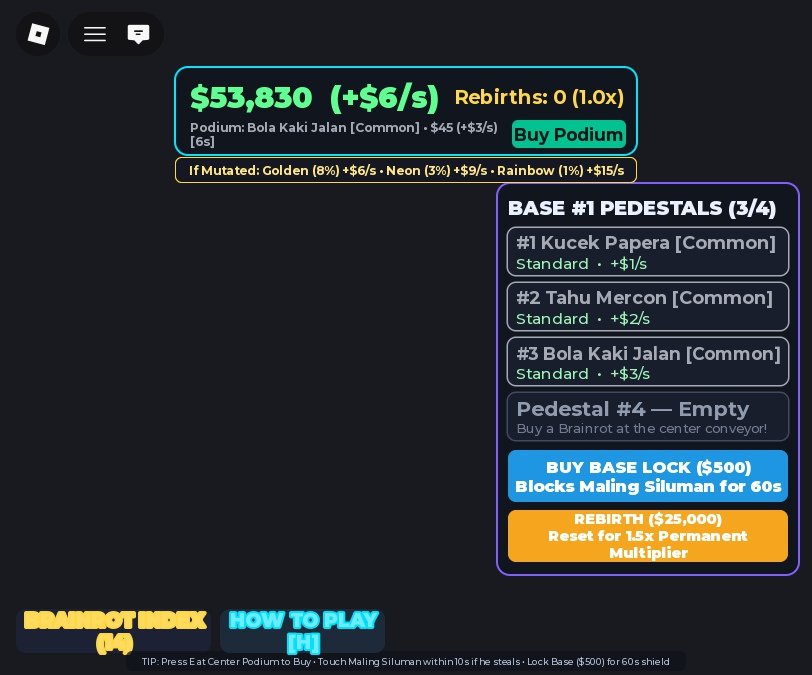 $53,830 (+$6/s)
Rebirths: 0 (1.0x)
Podium: Bola Kaki Jalan [Common] • $45 (+$3/s)
[6s]
Buy Podium
If Mutated: Golden (8%) +$6/s • Neon (3%) +$9/s • Rainbow (1%) +$15/s
BASE #1 PEDESTALS (3/4)
#1 Kucek Papera [Common]
Standard • +$1/s
#2 Tahu Mercon [Common]
Standard • +$2/s
#3 Bola Kaki Jalan [Common]
Standard • +$3/s
Pedestal #4 — Empty
Buy a Brainrot at the center conveyor!
BUY BASE LOCK ($500)
Blocks Maling Siluman for 60s
REBIRTH ($25,000)
Reset for 1.5x Permanent
Multiplier
BRAINROT INDEX
(14)
HOW TO PLAY
[H]
TIP: Press E at Center Podium to Buy • Touch Maling Siluman within 10s if he steals • Lock Base ($500) for 60s shield